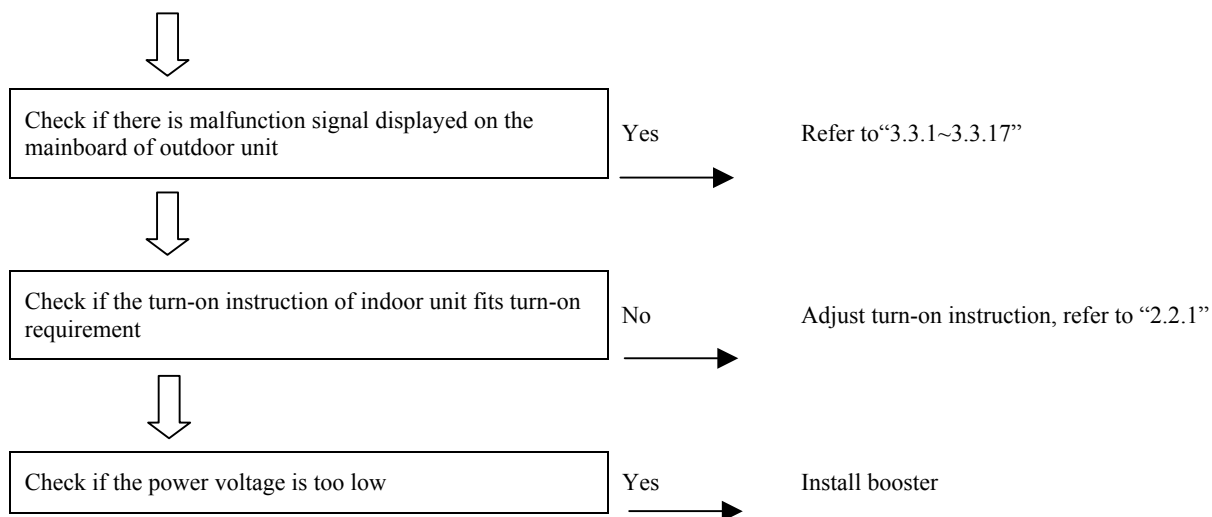 Check if there is malfunction signal displayed on the
mainboard of outdoor unit
Yes
Refer to“3.3.1~3.3.17”
Check if the turn-on instruction of indoor unit fits turn-on
requirement
No
Adjust turn-on instruction, refer to “2.2.1”
Check if the power voltage is too low
Yes
Install booster